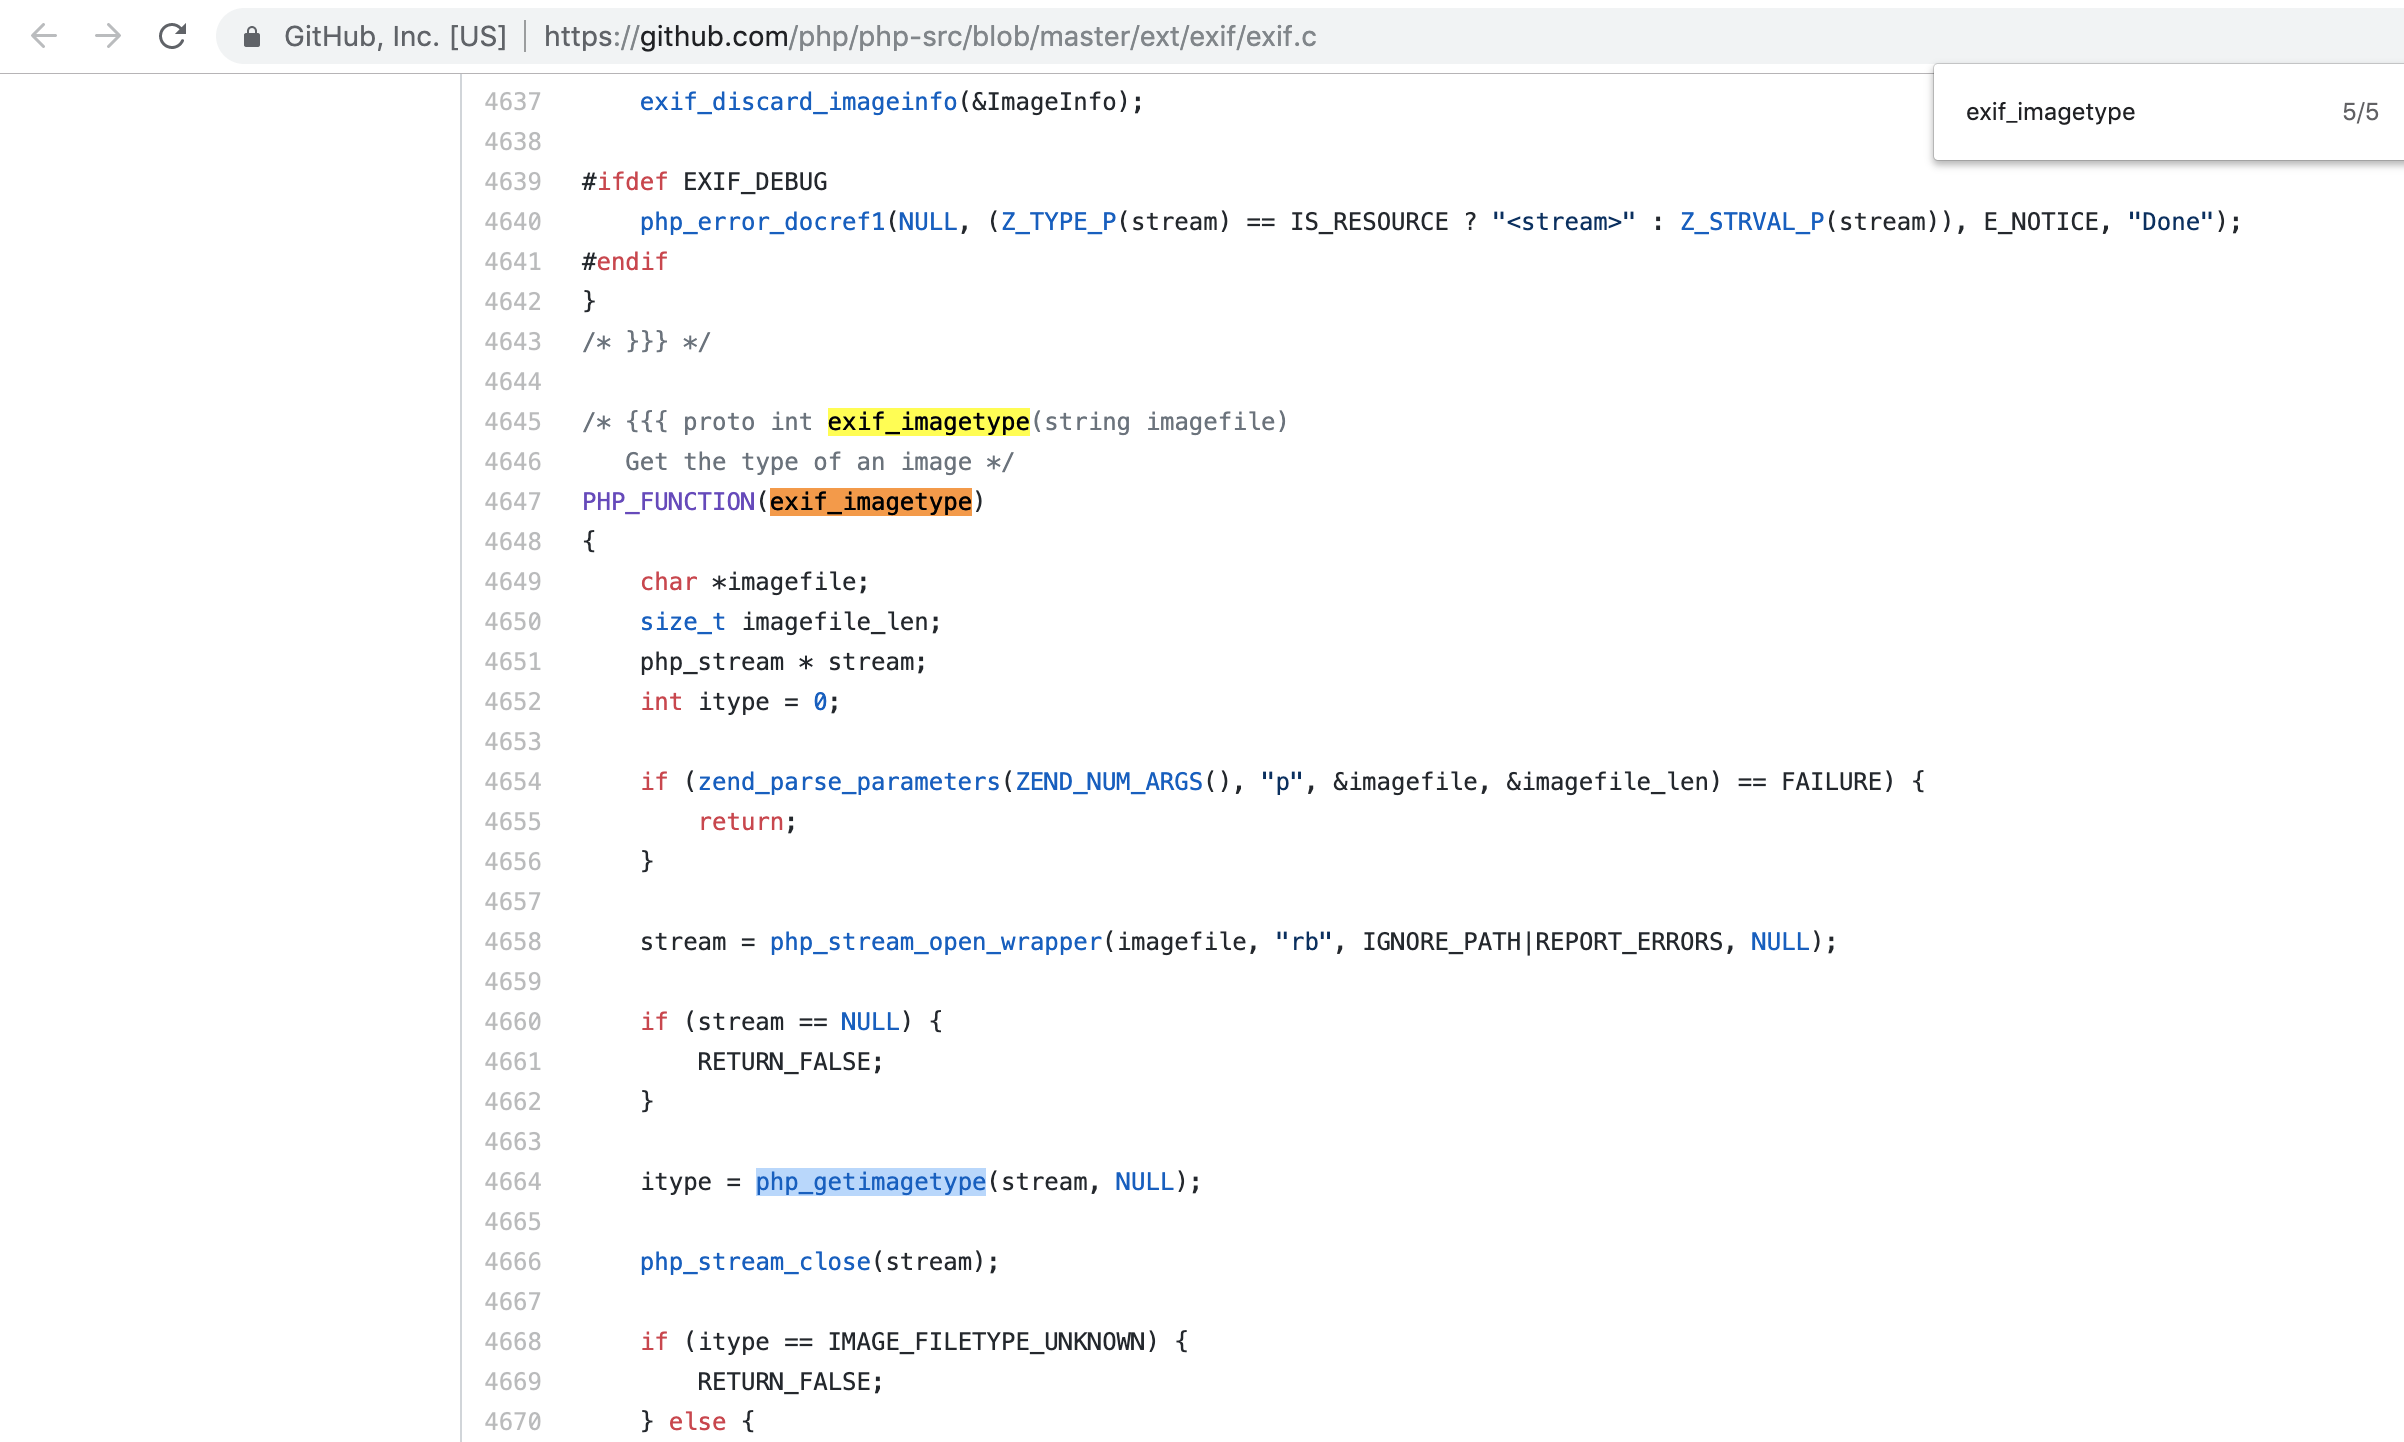 GitHub, Inc. [US] | https://github.com/php/php-src/blob/master/ext/exif/exif.c
exif_imagetype 5/5
4637 exif_discard_imageinfo(&ImageInfo);
4638
4639 #ifdef EXIF_DEBUG
4640 php_error_docref1(NULL, (Z_TYPE_P(stream) == IS_RESOURCE ? "<stream>" : Z_STRVAL_P(stream)), E_NOTICE, "Done");
4641 #endif
4642 }
4643 /* }}} */
4644
4645 /* {{{ proto int exif_imagetype(string imagefile)
4646 Get the type of an image */
4647 PHP_FUNCTION(exif_imagetype)
4648 {
4649 char *imagefile;
4650 size_t imagefile_len;
4651 php_stream * stream;
4652 int itype = 0;
4653
4654 if (zend_parse_parameters(ZEND_NUM_ARGS(), "p", &imagefile, &imagefile_len) == FAILURE) {
4655 return;
4656 }
4657
4658 stream = php_stream_open_wrapper(imagefile, "rb", IGNORE_PATH|REPORT_ERRORS, NULL);
4659
4660 if (stream == NULL) {
4661 RETURN_FALSE;
4662 }
4663
4664 itype = php_getimagetype(stream, NULL);
4665
4666 php_stream_close(stream);
4667
4668 if (itype == IMAGE_FILETYPE_UNKNOWN) {
4669 RETURN_FALSE;
4670 } else {